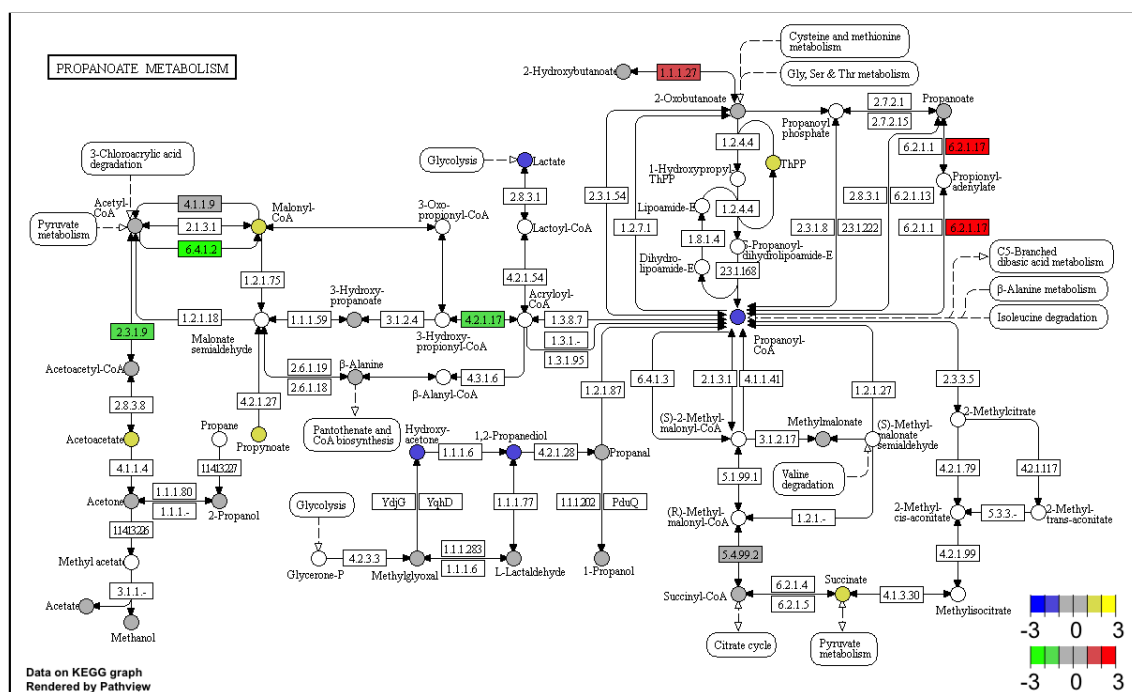 PROPANOATE METABOLISM
Cysteine and methionine
metabolism
Gly, Ser & Thr metabolism
2-Hydroxybutanoate
1.1.1.27
2-Oxobutanoate
Propanoyl
phosphate
2.7.2.1
2.7.2.15
Propanoate
6.2.1.1
6.2.1.17
Propionyl-
adenylate
6.2.1.1
6.2.1.17
2.8.3.1
6.2.1.13
2.3.1.8
2.3.1.222
1.2.4.4
ThPP
1-Hydroxypropyl-
ThPP
1.2.4.4
Lipoamide-E
1.8.1.4
Dihydro-
lipoamide-E
S-Propanoyl-
dihydrolipoamide-E
2.3.1.168
2.3.1.54
1.2.7.1
C5-Branched
dibasic acid metabolism
β-Alanine metabolism
Isoleucine degradation
Propanoyl-
CoA
3-Chloroacrylic acid
degradation
Acetyl-
CoA
Pyruvate
metabolism
4.1.1.9
2.1.3.1
6.4.1.2
Malonyl-
CoA
3-Oxo-
propionyl-CoA
Glycolysis
Lactate
2.8.3.1
Lactoyl-CoA
4.2.1.54
Acryloyl-
CoA
1.2.1.75
3-Hydroxy-
propanoate
1.2.1.18
Malonate
semialdehyde
1.1.1.59
3.1.2.4
3-Hydroxy-
propionyl-CoA
4.2.1.17
1.3.8.7
1.3.1.-
1.3.1.95
2.3.1.9
Acetoacetyl-CoA
2.6.1.19
2.6.1.18
β-Alanine
4.3.1.6
β-Alanyl-CoA
Pantothenate and
CoA biosynthesis
2.8.3.8
4.2.1.27
Acetoacetate
Propynoate
Propane
4.1.1.4
1.14.13.227
Acetone
1.1.1.80
1.1.1.-
2-Propanol
1.14.13.226
Methyl acetate
3.1.1.-
Acetate
Methanol
Hydroxy-
acetone
1.1.1.6
1,2-Propanediol
4.2.1.28
Propanal
1.2.1.87
YdjG
YqhD
1.1.1.77
1.1.1.202
PduQ
Glycolysis
Glycerone-P
4.2.3.3
Methylglyoxal
1.1.1.283
1.1.1.6
L-Lactaldehyde
1-Propanol
6.4.1.3
2.1.3.1
4.1.1.41
1.2.1.27
2.3.3.5
(S)-2-Methyl-
malonyl-CoA
3.1.2.17
Methylmalonate
(S)-Methyl-
malonate
semialdehyde
2-Methylcitrate
5.1.99.1
Valine
degradation
4.2.1.79
4.2.1.117
(R)-Methyl-
malonyl-CoA
1.2.1.-
2-Methyl-
cis-aconitate
5.3.3.-
2-Methyl-
trans-aconitate
5.4.99.2
4.2.1.99
Succinyl-CoA
6.2.1.4
6.2.1.5
Succinate
4.1.3.30
Methylisocitrate
Citrate cycle
Pyruvate
metabolism
-3 0 3
-3 0 3
Data on KEGG graph
Rendered by Pathview